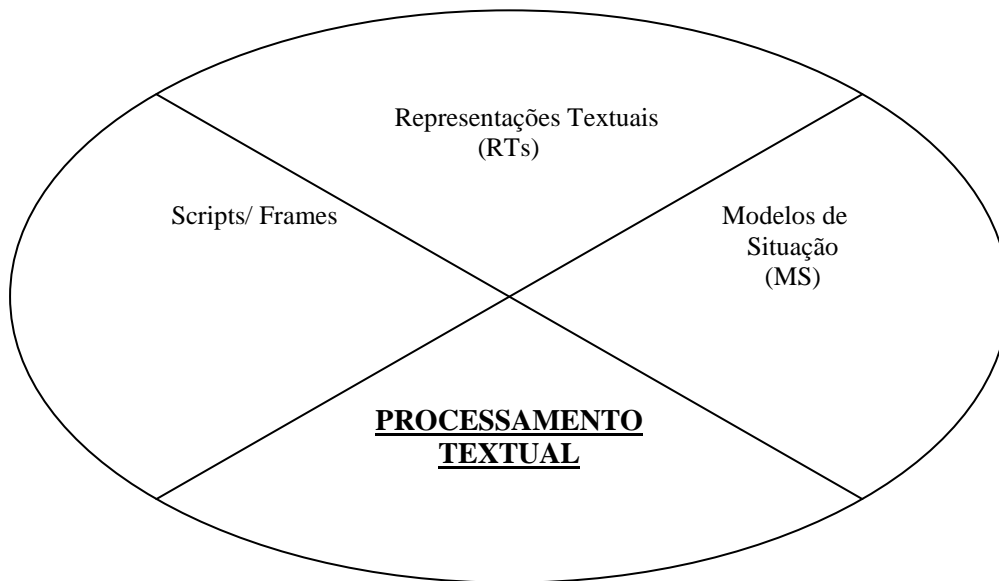 Representações Textuais
(RTs)
Scripts/ Frames
Modelos de
Situação
(MS)
PROCESSAMENTO
TEXTUAL